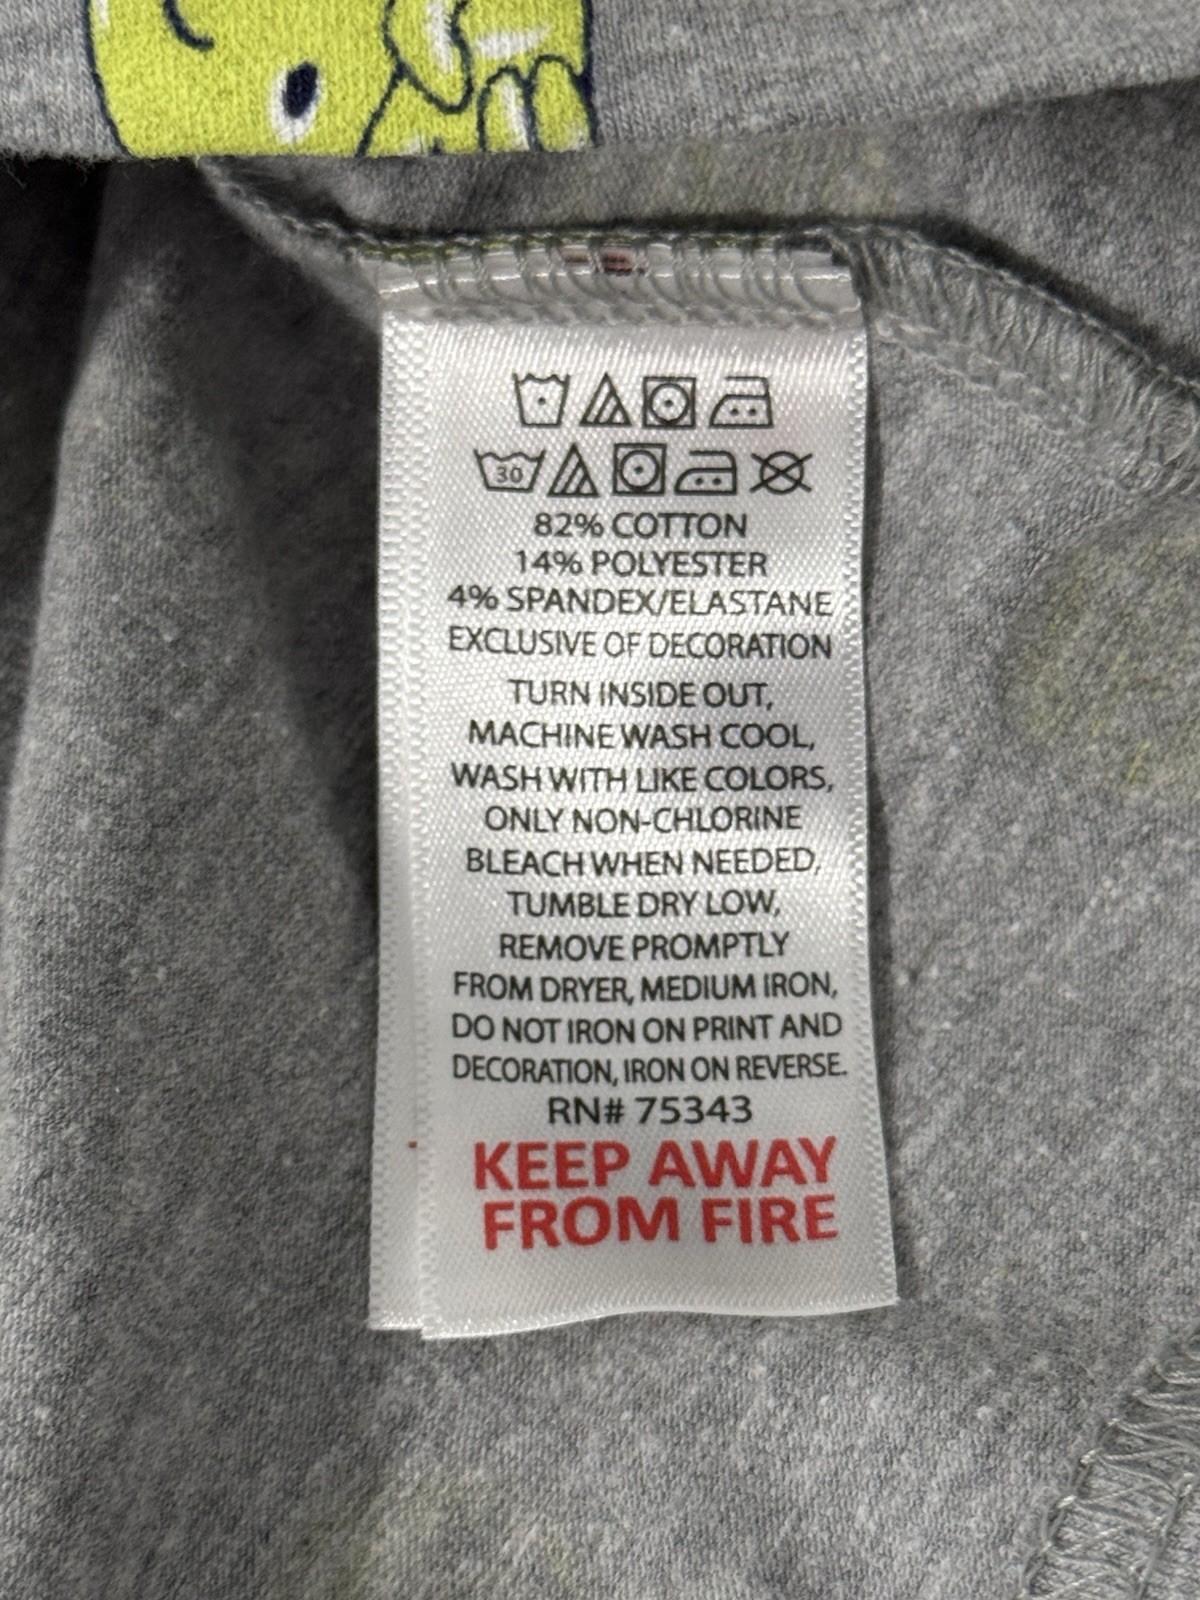 30
82% COTTON
14% POLYESTER
4% SPANDEX/ELASTANE
EXCLUSIVE OF DECORATION
TURN INSIDE OUT,
MACHINE WASH COOL,
WASH WITH LIKE COLORS,
ONLY NON-CHLORINE
BLEACH WHEN NEEDED,
TUMBLE DRY LOW,
REMOVE PROMPTLY
FROM DRYER, MEDIUM IRON,
DO NOT IRON ON PRINT AND
DECORATION, IRON ON REVERSE.
RN# 75343
KEEP AWAY
FROM FIRE